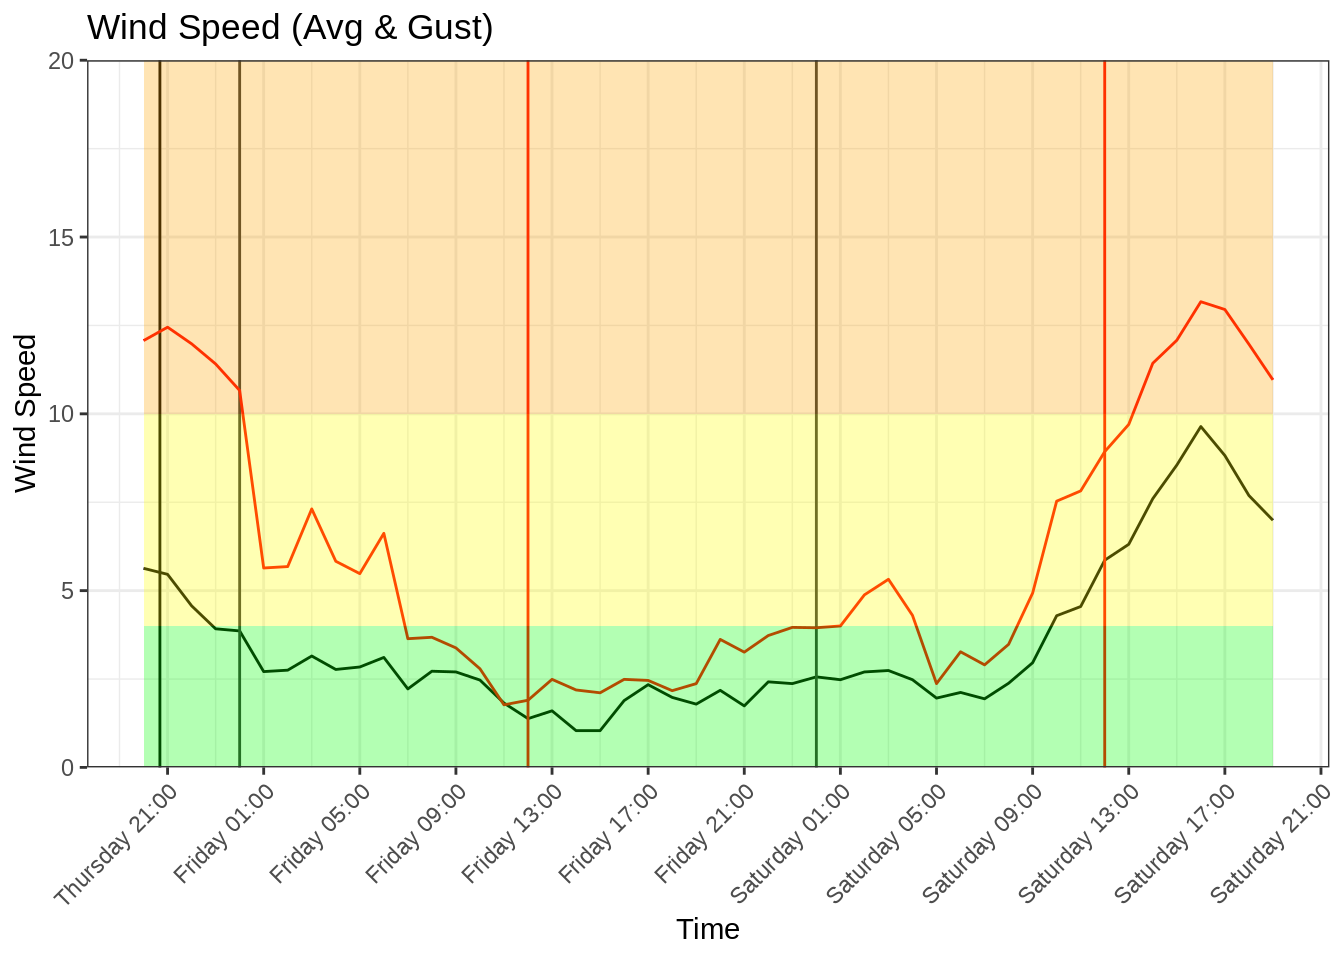 Wind Speed (Avg & Gust)
20
15
10
5
0
Wind Speed
Thursday 21:00
Friday 01:00
Friday 05:00
Friday 09:00
Friday 13:00
Friday 17:00
Friday 21:00
Saturday 01:00
Saturday 05:00
Saturday 09:00
Saturday 13:00
Saturday 17:00
Saturday 21:00
Time